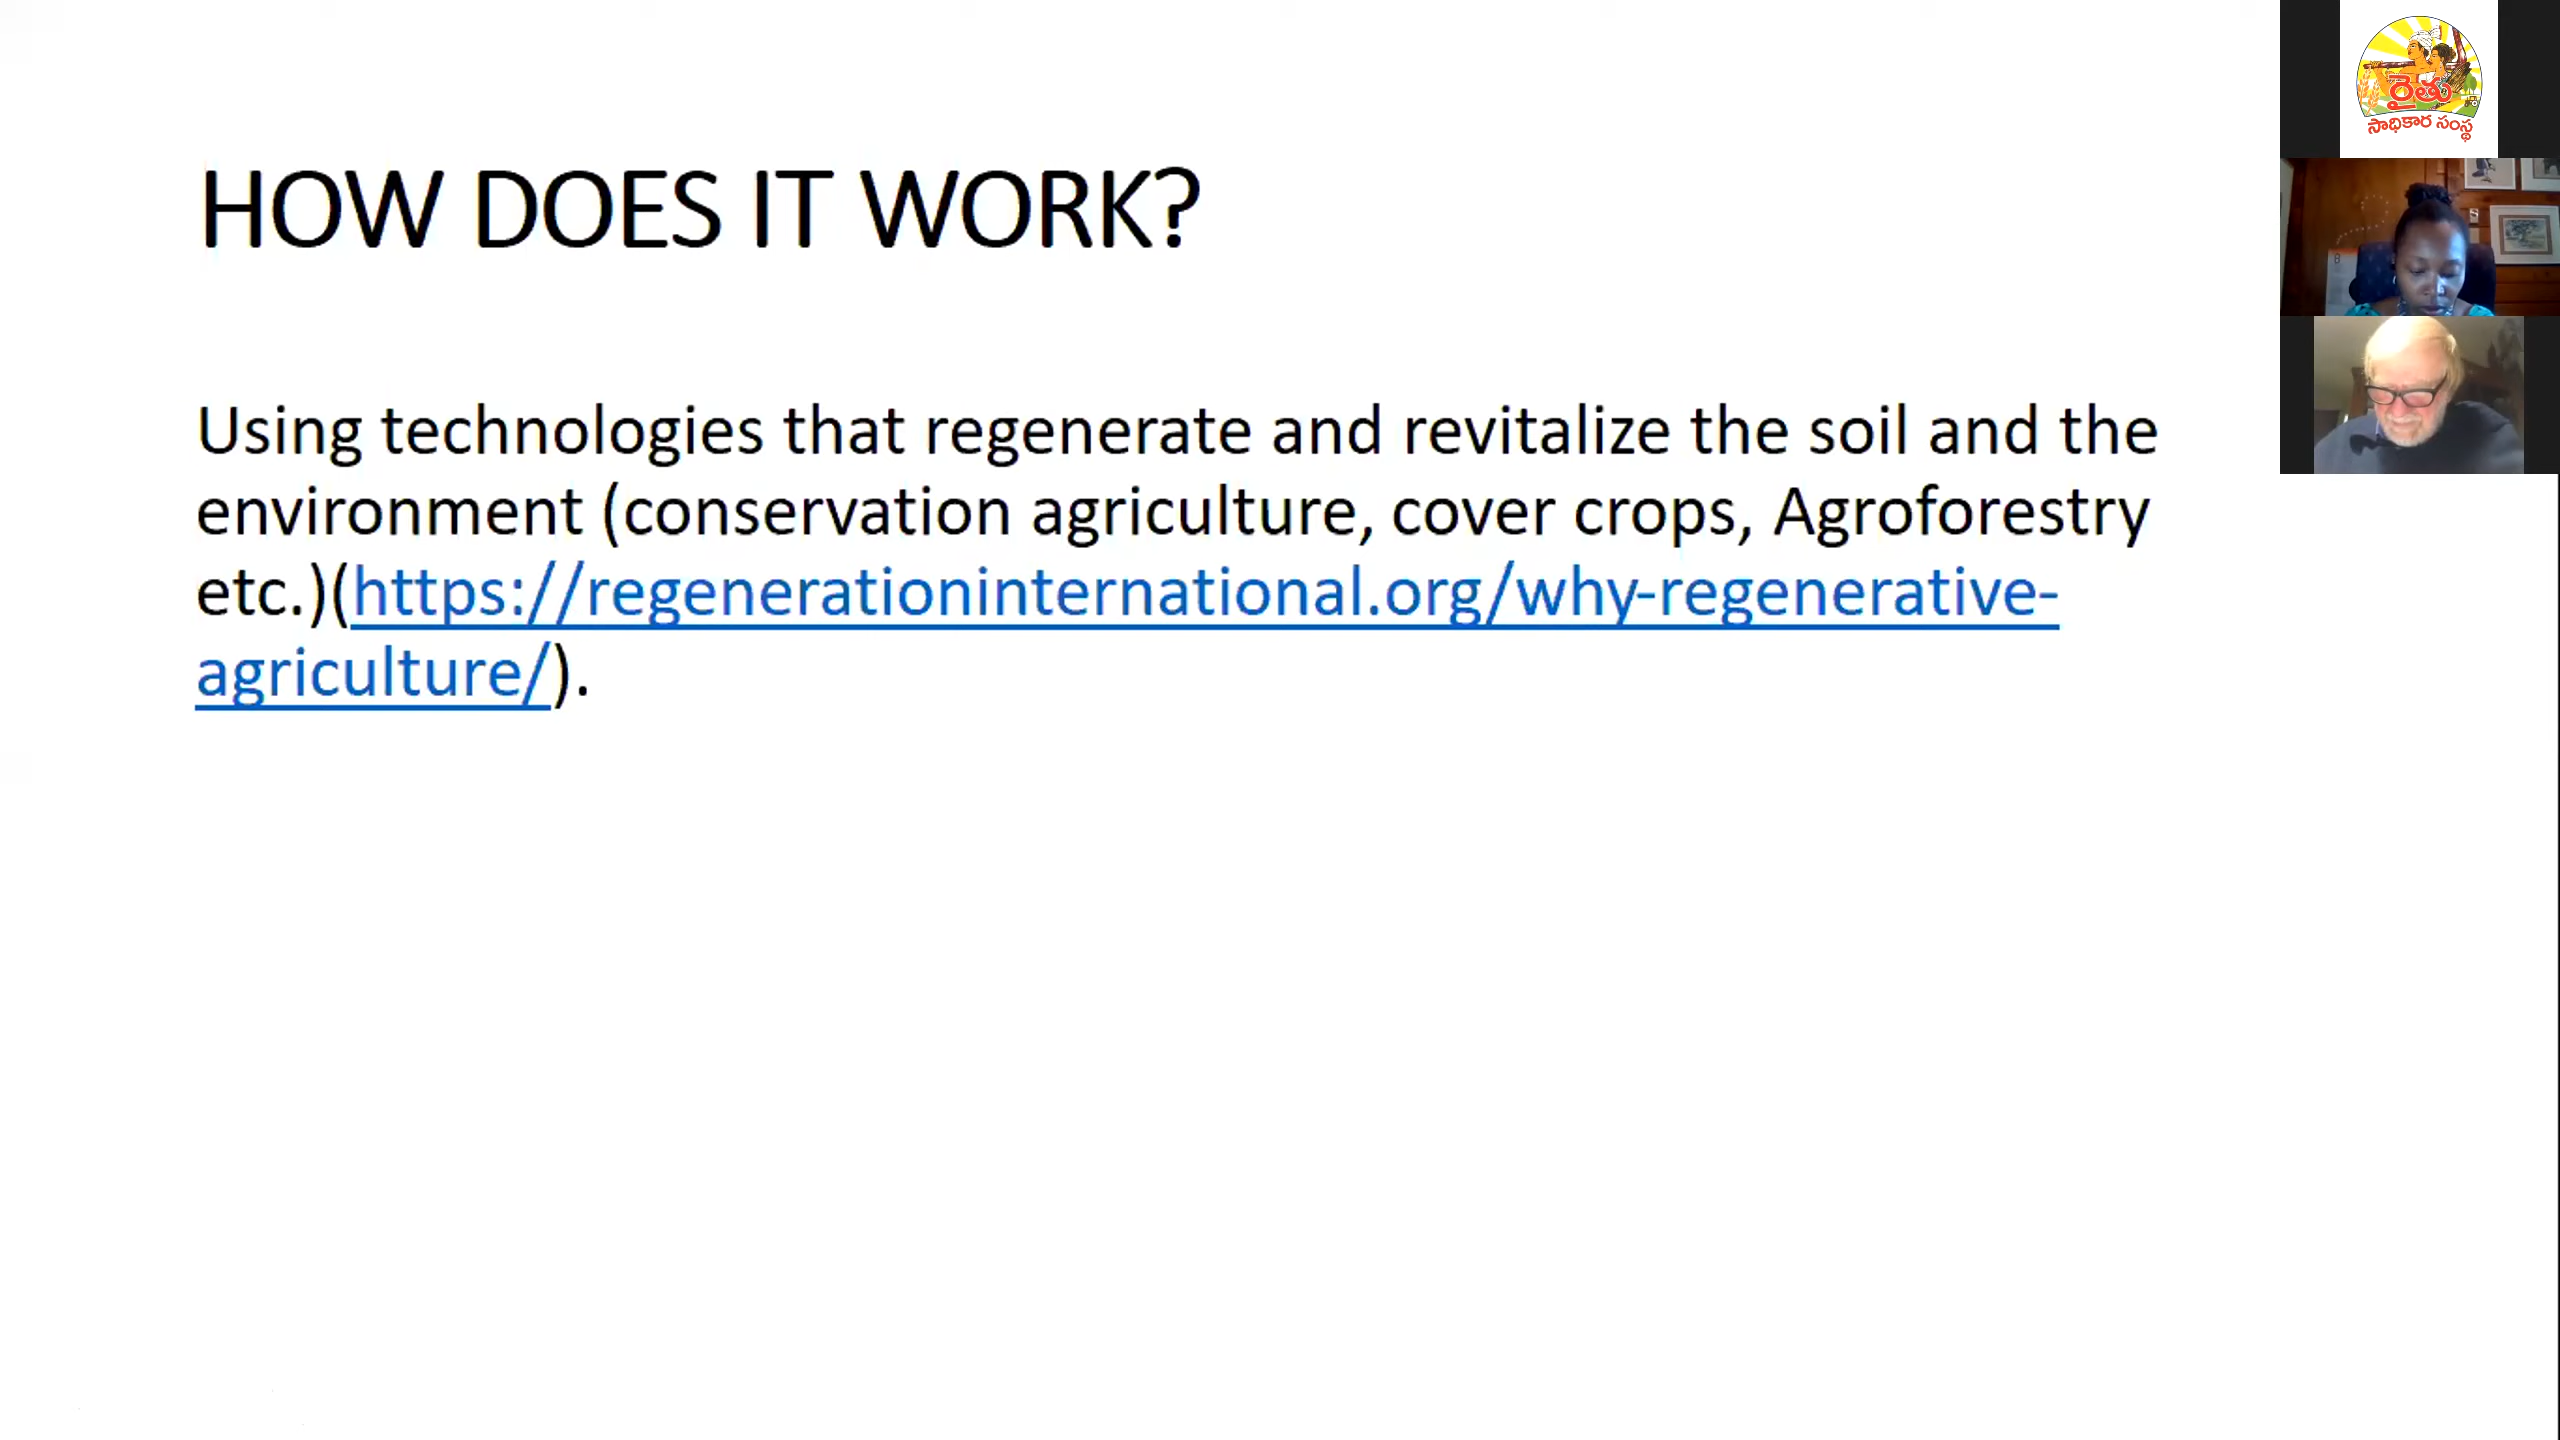 HOW DOES IT WORK?
Using technologies that regenerate and revitalize the soil and the
environment (conservation agriculture, cover crops, Agroforestry
etc.)(https://regenerationinternational.org/why-regenerative-
agriculture/).
రైతు
సాధికార సంస్థ